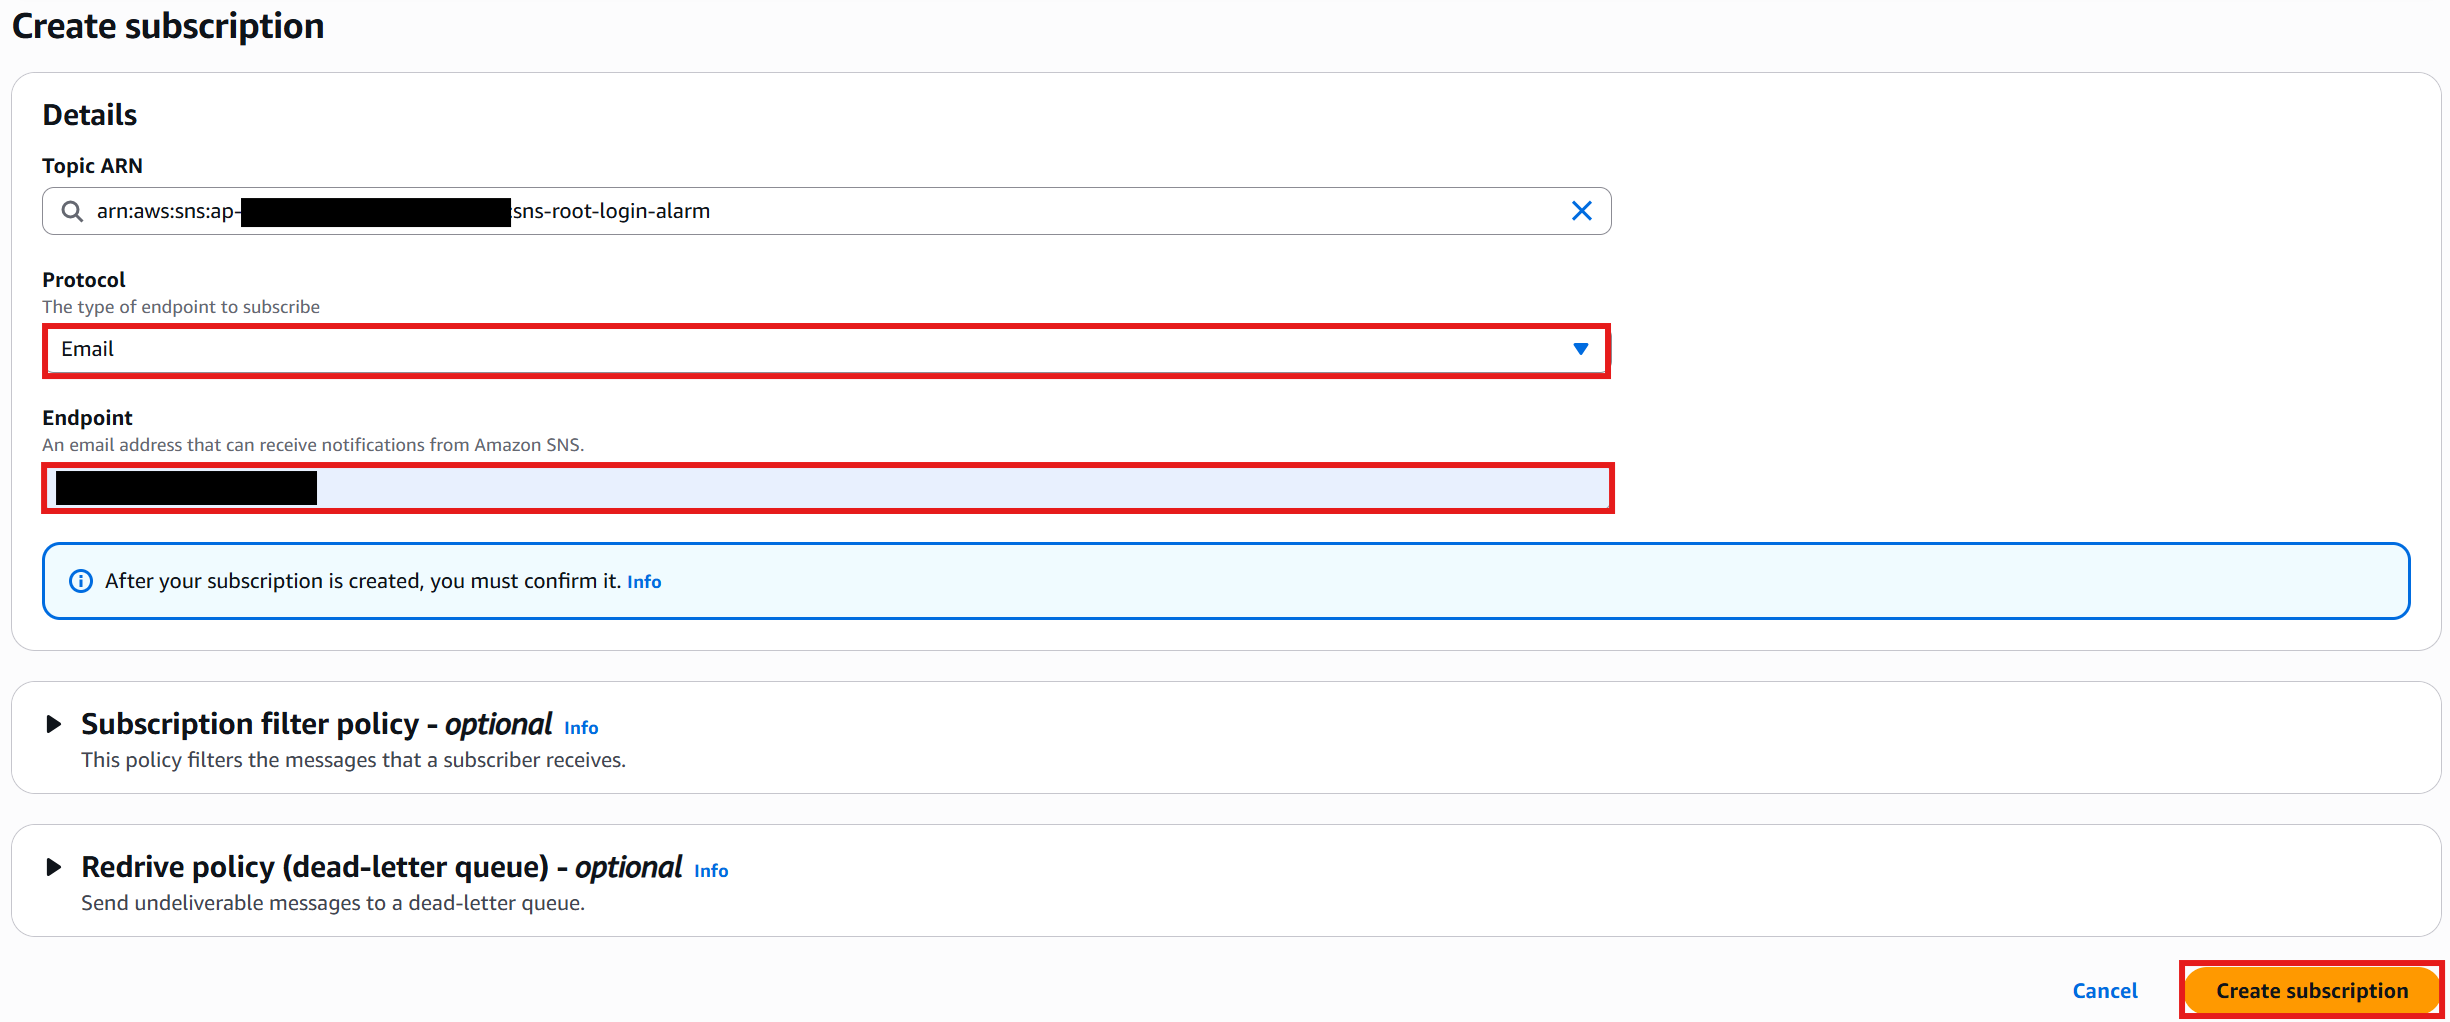 Create subscription
Details
Topic ARN
arn:aws:sns:ap-
:sns-root-login-alarm
Protocol
The type of endpoint to subscribe
Email
Endpoint
An email address that can receive notifications from Amazon SNS.
After your subscription is created, you must confirm it. Info
Subscription filter policy - optional Info
This policy filters the messages that a subscriber receives.
Redrive policy (dead-letter queue) - optional Info
Send undeliverable messages to a dead-letter queue.
Cancel
Create subscription